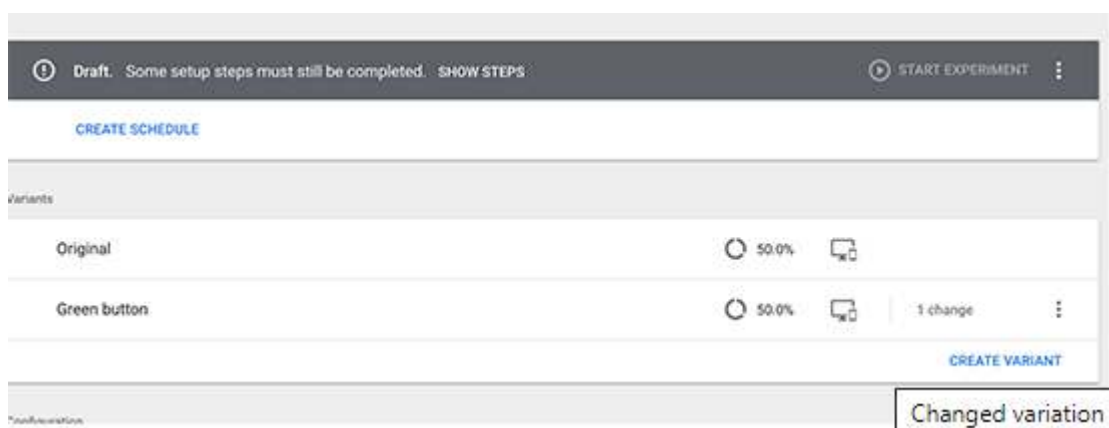 Draft. Some setup steps must still be completed. SHOW STEPS START EXPERIMENT
CREATE SCHEDULE
Variants
Original 50.0%
Green button 50.0% 1 change
CREATE VARIANT
Configuration
Changed variation